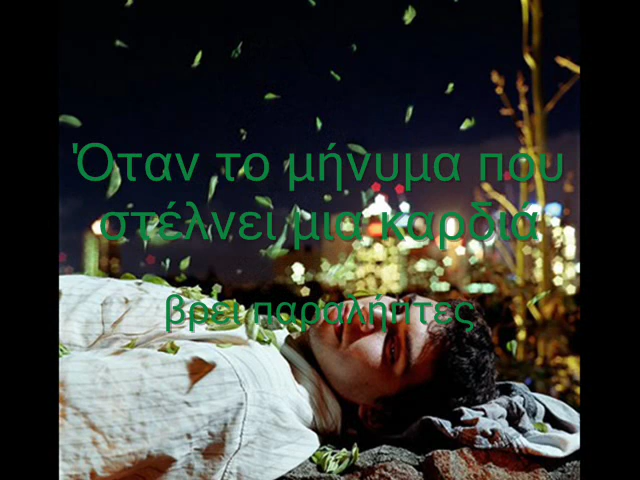 Όταν το μήνυμα που
στέλνει μια καρδιά
βρει παραλήπτες